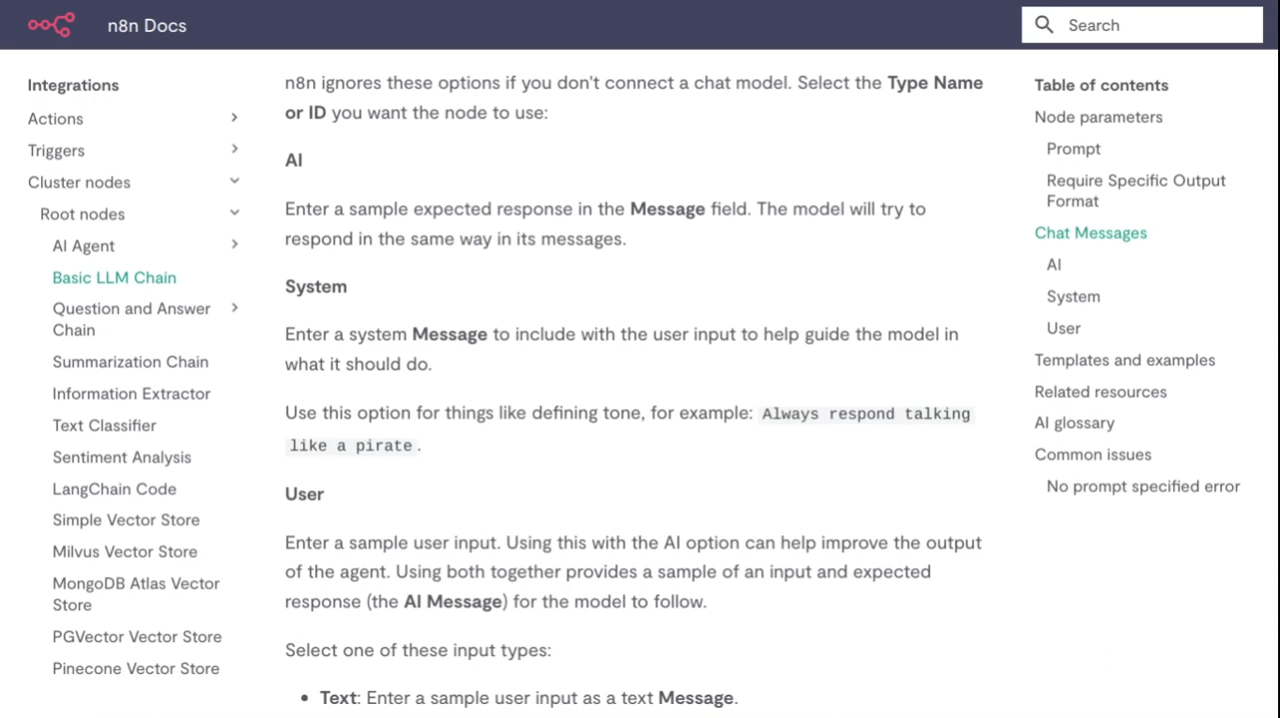 n8n Docs
Search
Integrations
Actions
Triggers
Cluster nodes
Root nodes
AI Agent
Basic LLM Chain
Question and Answer
Chain
Summarization Chain
Information Extractor
Text Classifier
Sentiment Analysis
LangChain Code
Simple Vector Store
Milvus Vector Store
MongoDB Atlas Vector
Store
PGVector Vector Store
Pinecone Vector Store
n8n ignores these options if you don't connect a chat model. Select the Type Name
or ID you want the node to use:
AI
Enter a sample expected response in the Message field. The model will try to
respond in the same way in its messages.
System
Enter a system Message to include with the user input to help guide the model in
what it should do.
Use this option for things like defining tone, for example: Always respond talking
like a pirate.
User
Enter a sample user input. Using this with the AI option can help improve the output
of the agent. Using both together provides a sample of an input and expected
response (the AI Message) for the model to follow.
Select one of these input types:
• Text: Enter a sample user input as a text Message.
Table of contents
Node parameters
Prompt
Require Specific Output
Format
Chat Messages
AI
System
User
Templates and examples
Related resources
AI glossary
Common issues
No prompt specified error